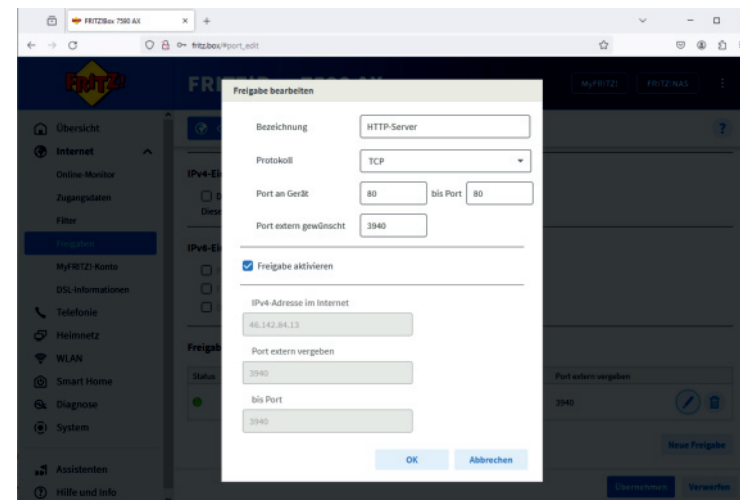 FRITZ!Box 7590 AX
fritz.box/#port_edit
FRITZ!
FRI
MyFRITZ!
FRITZ!NAS
Übersicht
Internet
Online-Monitor
Zugangsdaten
Filter
Freigaben
MyFRITZ!-Konto
DSL-Informationen
Telefonie
Heimnetz
WLAN
Smart Home
Diagnose
System
Assistenten
Hilfe und Info
IPv4-Ei
Diese
IPv6-Ei
Freigab
Status
Freigabe bearbeiten
Bezeichnung HTTP-Server
Protokoll TCP
Port an Gerät 80 bis Port 80
Port extern gewünscht 3940
Freigabe aktivieren
IPv4-Adresse im Internet
46.142.84.13
Port extern vergeben
3940
bis Port
3940
OK Abbrechen
Port extern vergeben
3940
Neue Freigabe
Übernehmen Verwerfen